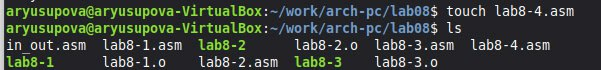 aryusupova@aryusupova-VirtualBox:~/work/arch-pc/lab08$ touch lab8-4.asm
aryusupova@aryusupova-VirtualBox:~/work/arch-pc/lab08$ ls
in_out.asm lab8-1.asm lab8-2 lab8-2.o lab8-3.asm lab8-4.asm
lab8-1 lab8-1.o lab8-2.asm lab8-3 lab8-3.o